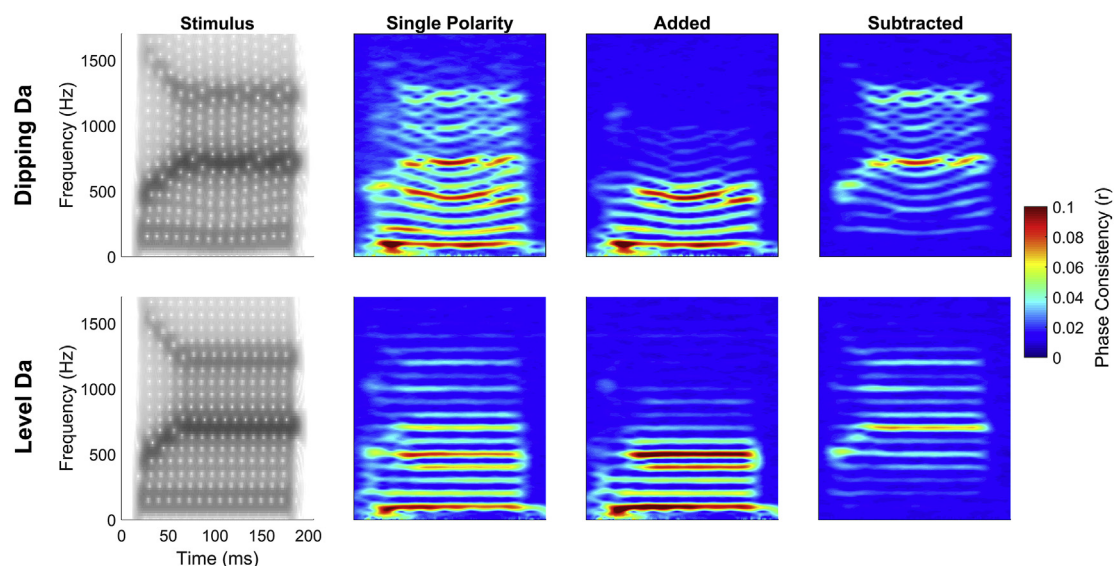 Stimulus Single Polarity Added Subtracted
Dipping Da
Frequency (Hz)
1500
1000
500
0
Phase Consistency (r)
0.1
0.08
0.06
0.04
0.02
0
Level Da
Frequency (Hz)
1500
1000
500
0
0 50 100 150 200
Time (ms)